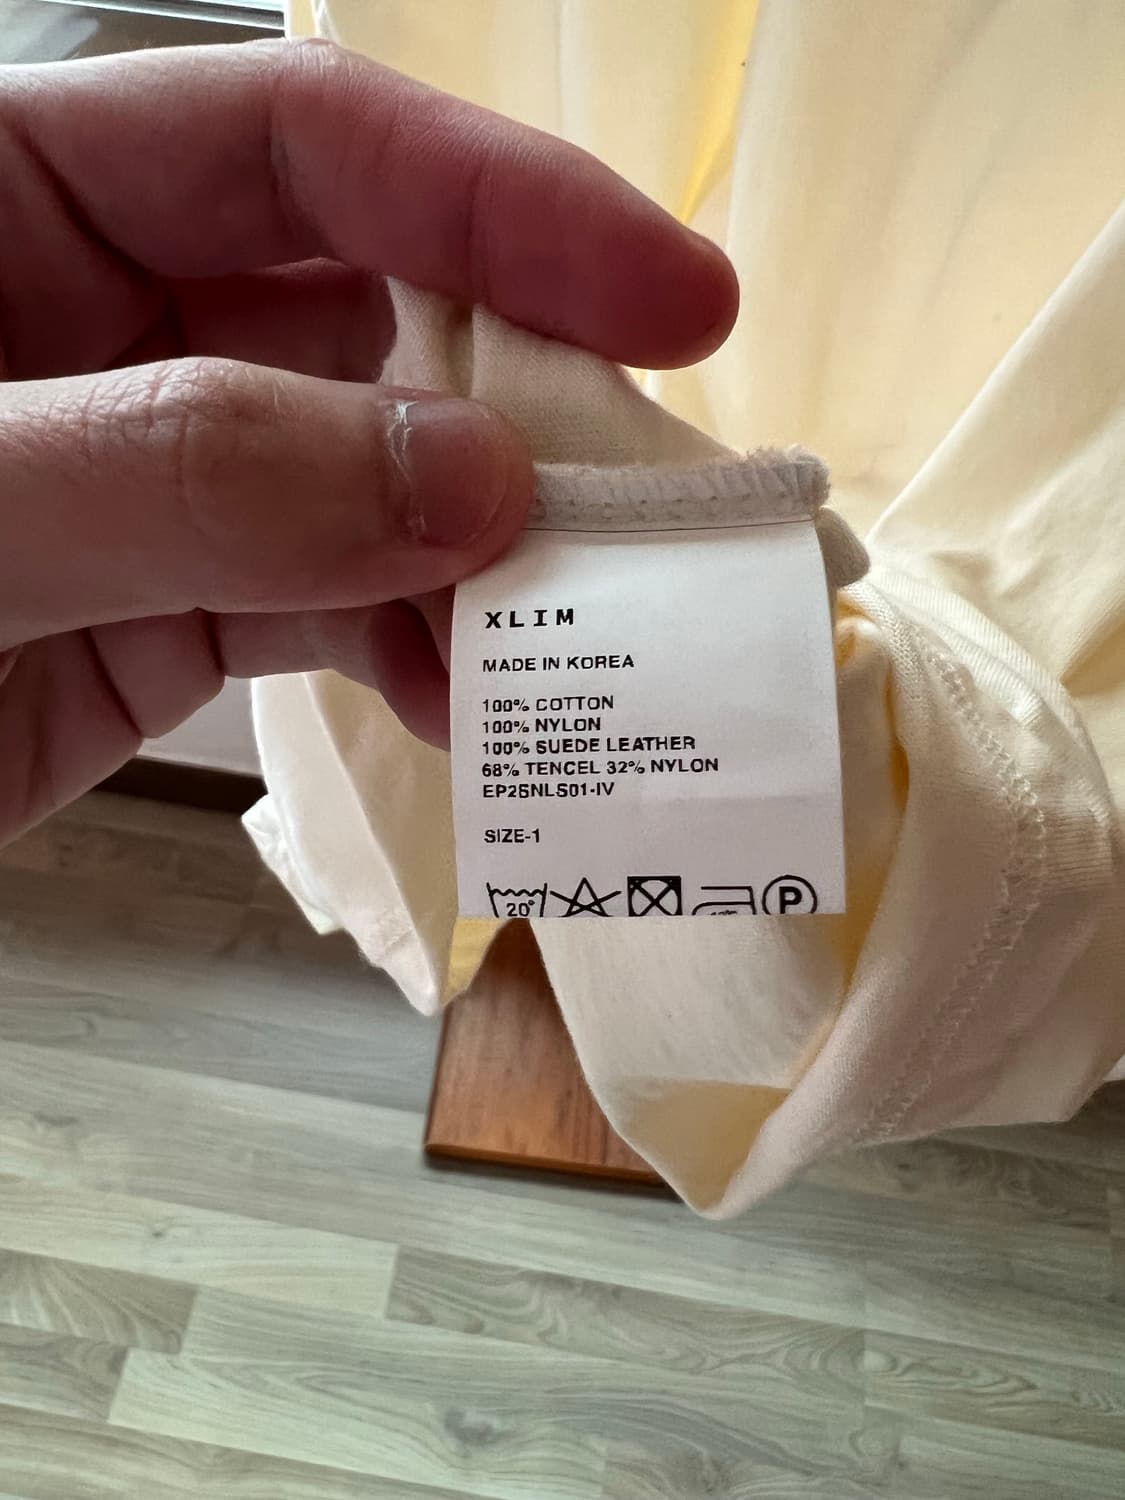 XLIM
MADE IN KOREA
100% COTTON
100% NYLON
100% SUEDE LEATHER
68% TENCEL 32% NYLON
EP2SNLS01-IV
SIZE-1
20° P